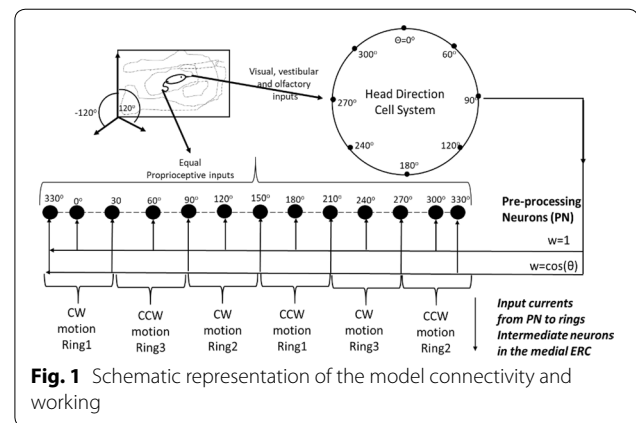 Θ=0°
300°
60°
Visual, vestibular
and olfactory
inputs
Head Direction
Cell System
270°
90°
-120°
120°
240°
120°
180°
Equal
Proprioceptive inputs
Pre-processing
Neurons (PN)
330°
0°
30
60°
90°
120°
150°
180°
210°
240°
270°
300°
330°
w=1
w=cos(θ)
CW
motion
Ring1
CCW
motion
Ring3
CW
motion
Ring2
CCW
motion
Ring1
CW
motion
Ring3
CCW
motion
Ring2
Input currents
from PN to rings
Intermediate neurons
in the medial ERC
Fig. 1 Schematic representation of the model connectivity and
working